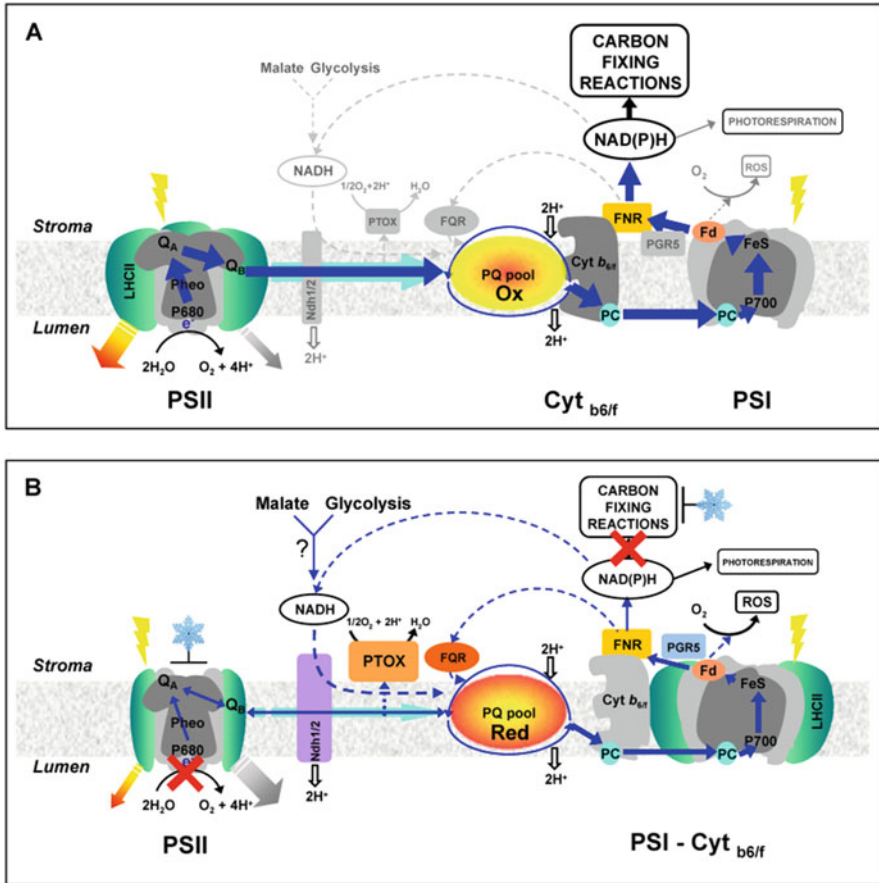 A
CARBON
FIXING
REACTIONS
Malate Glycolysis
NAD(P)H
PHOTORESPIRATION
NADH
1/2O₂+2H⁺
H₂O
O₂
ROS
PTOX
FQR
2H⁺
FNR
Fd
Stroma
PGR5
FeS
Q_A
Q_B
LHCII
Pheo
PQ pool
Ox
Cyt b6/f
Ndh1/2
P680
P700
e⁻
Lumen
PC
PC
2H₂O
O₂ + 4H⁺
2H⁺
2H⁺
PSII
Cyt b6/f
PSI
B
CARBON
FIXING
REACTIONS
Malate Glycolysis
?
NAD(P)H
PHOTORESPIRATION
NADH
1/2O₂ + 2H⁺
H₂O
O₂
ROS
PTOX
FQR
2H⁺
FNR
PGR5
Fd
Stroma
Q_A
Q_B
FeS
Pheo
PQ pool
Red
Cyt b6/f
LHCII
Ndh1/2
P680
P700
e⁻
Lumen
PC
PC
2H₂O
O₂ + 4H⁺
2H⁺
2H⁺
PSII
PSI - Cyt b6/f